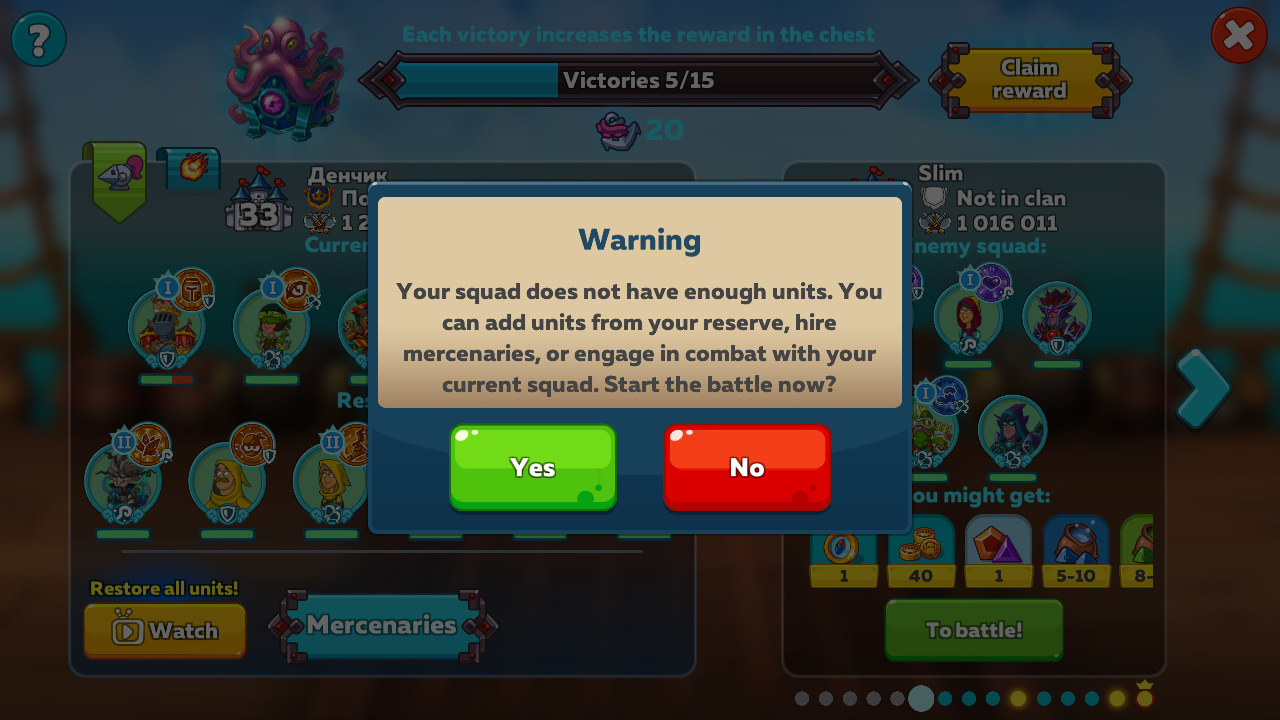 ?
Each victory increases the reward in the chest
Victories 5/15
Claim
reward
20
Денчик
33
Slim
Not in clan
1 016 011
Warning
Your squad does not have enough units. You
can add units from your reserve, hire
mercenaries, or engage in combat with your
current squad. Start the battle now?
Yes
No
I
I
I
I
II
II
ou might get:
1
40
1
5-10
8-
Restore all units!
Watch
Mercenaries
To battle!